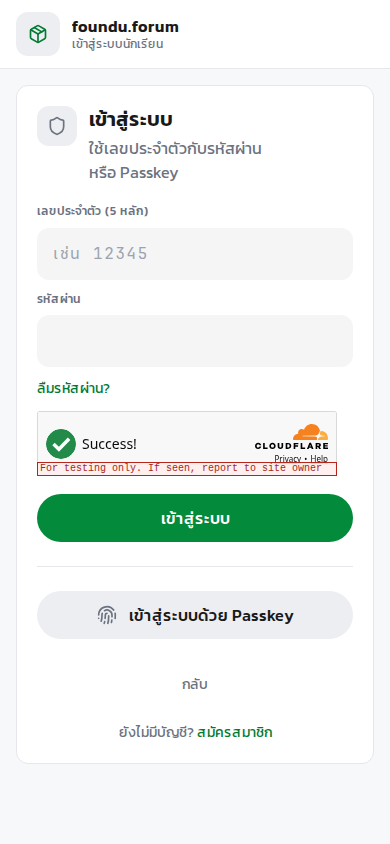 foundu.forum
เข้าสู่ระบบนักเรียน
เข้าสู่ระบบ
ใช้เลขประจำตัวกับรหัสผ่าน
หรือ Passkey
เลขประจำตัว (5 หลัก)
เช่น 12345
รหัสผ่าน
ลืมรหัสผ่าน?
Success!
CLOUDFLARE
Privacy • Help
For testing only. If seen, report to site owner
เข้าสู่ระบบ
เข้าสู่ระบบด้วย Passkey
กลับ
ยังไม่มีบัญชี? สมัครสมาชิก